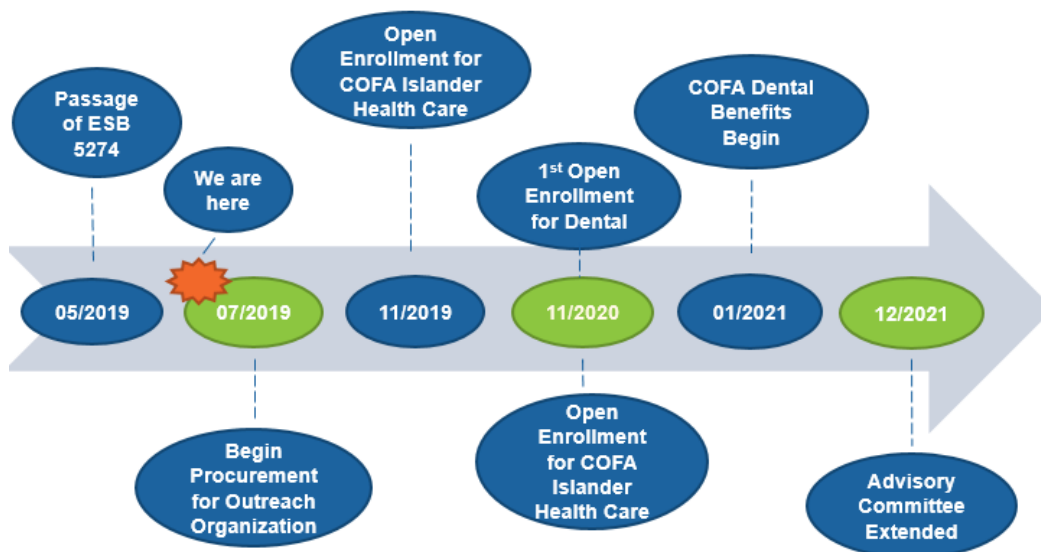 Passage
of ESB
5274
We are
here
Open
Enrollment for
COFA Islander
Health Care
1st Open
Enrollment
for Dental
COFA Dental
Benefits
Begin
05/2019
07/2019
11/2019
11/2020
01/2021
12/2021
Begin
Procurement
for Outreach
Organization
Open
Enrollment
for COFA
Islander
Health Care
Advisory
Committee
Extended